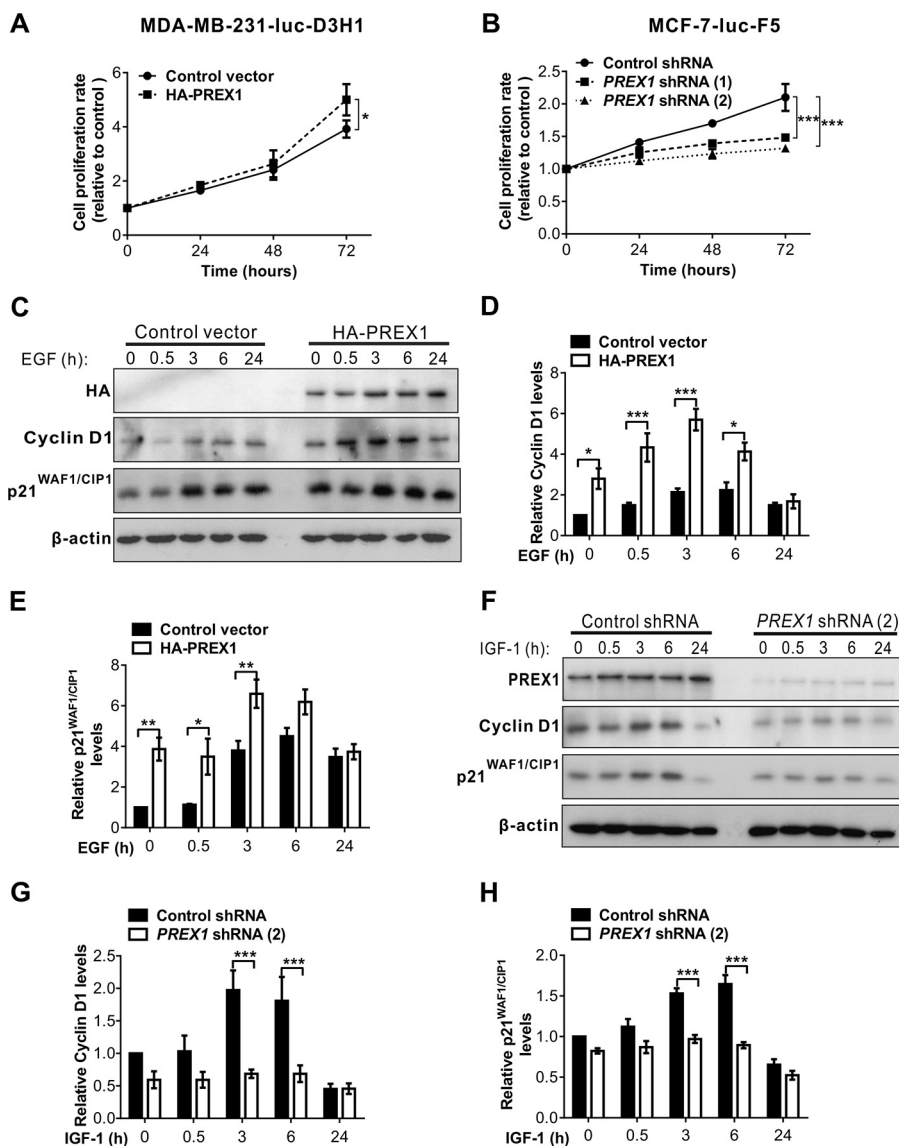 A MDA-MB-231-luc-D3H1
Control vector
HA-PREX1
Cell proliferation rate
(relative to control )
6
4
2
0
*
0 24 48 72
Time (hours)
B MCF-7-luc-F5
Control shRNA
PREX1 shRNA (1)
PREX1 shRNA (2)
Cell proliferation rate
(relative to control )
2.5
2.0
1.5
1.0
0.5
0.0
*** ***
0 24 48 72
Time (hours)
C
Control vector HA-PREX1
EGF (h): 0 0.5 3 6 24 0 0.5 3 6 24
HA
Cyclin D1
p21WAF1/CIP1
β-actin
D
Control vector
HA-PREX1
Relative Cyclin D1 levels
8
6
4
2
0
* *** *** *
EGF (h) 0 0.5 3 6 24
E
Control vector
HA-PREX1
Relative p21WAF1/CIP1
levels
8
6
4
2
0
** * **
EGF (h) 0 0.5 3 6 24
F
Control shRNA PREX1 shRNA (2)
IGF-1 (h): 0 0.5 3 6 24 0 0.5 3 6 24
PREX1
Cyclin D1
p21WAF1/CIP1
β-actin
G
Control shRNA
PREX1 shRNA (2)
Relative Cyclin D1 levels
2.5
2.0
1.5
1.0
0.5
0.0
*** ***
IGF-1 (h) 0 0.5 3 6 24
H
Control shRNA
PREX1 shRNA (2)
Relative p21WAF1/CIP1
levels
2.0
1.5
1.0
0.5
0.0
*** ***
IGF-1 (h) 0 0.5 3 6 24